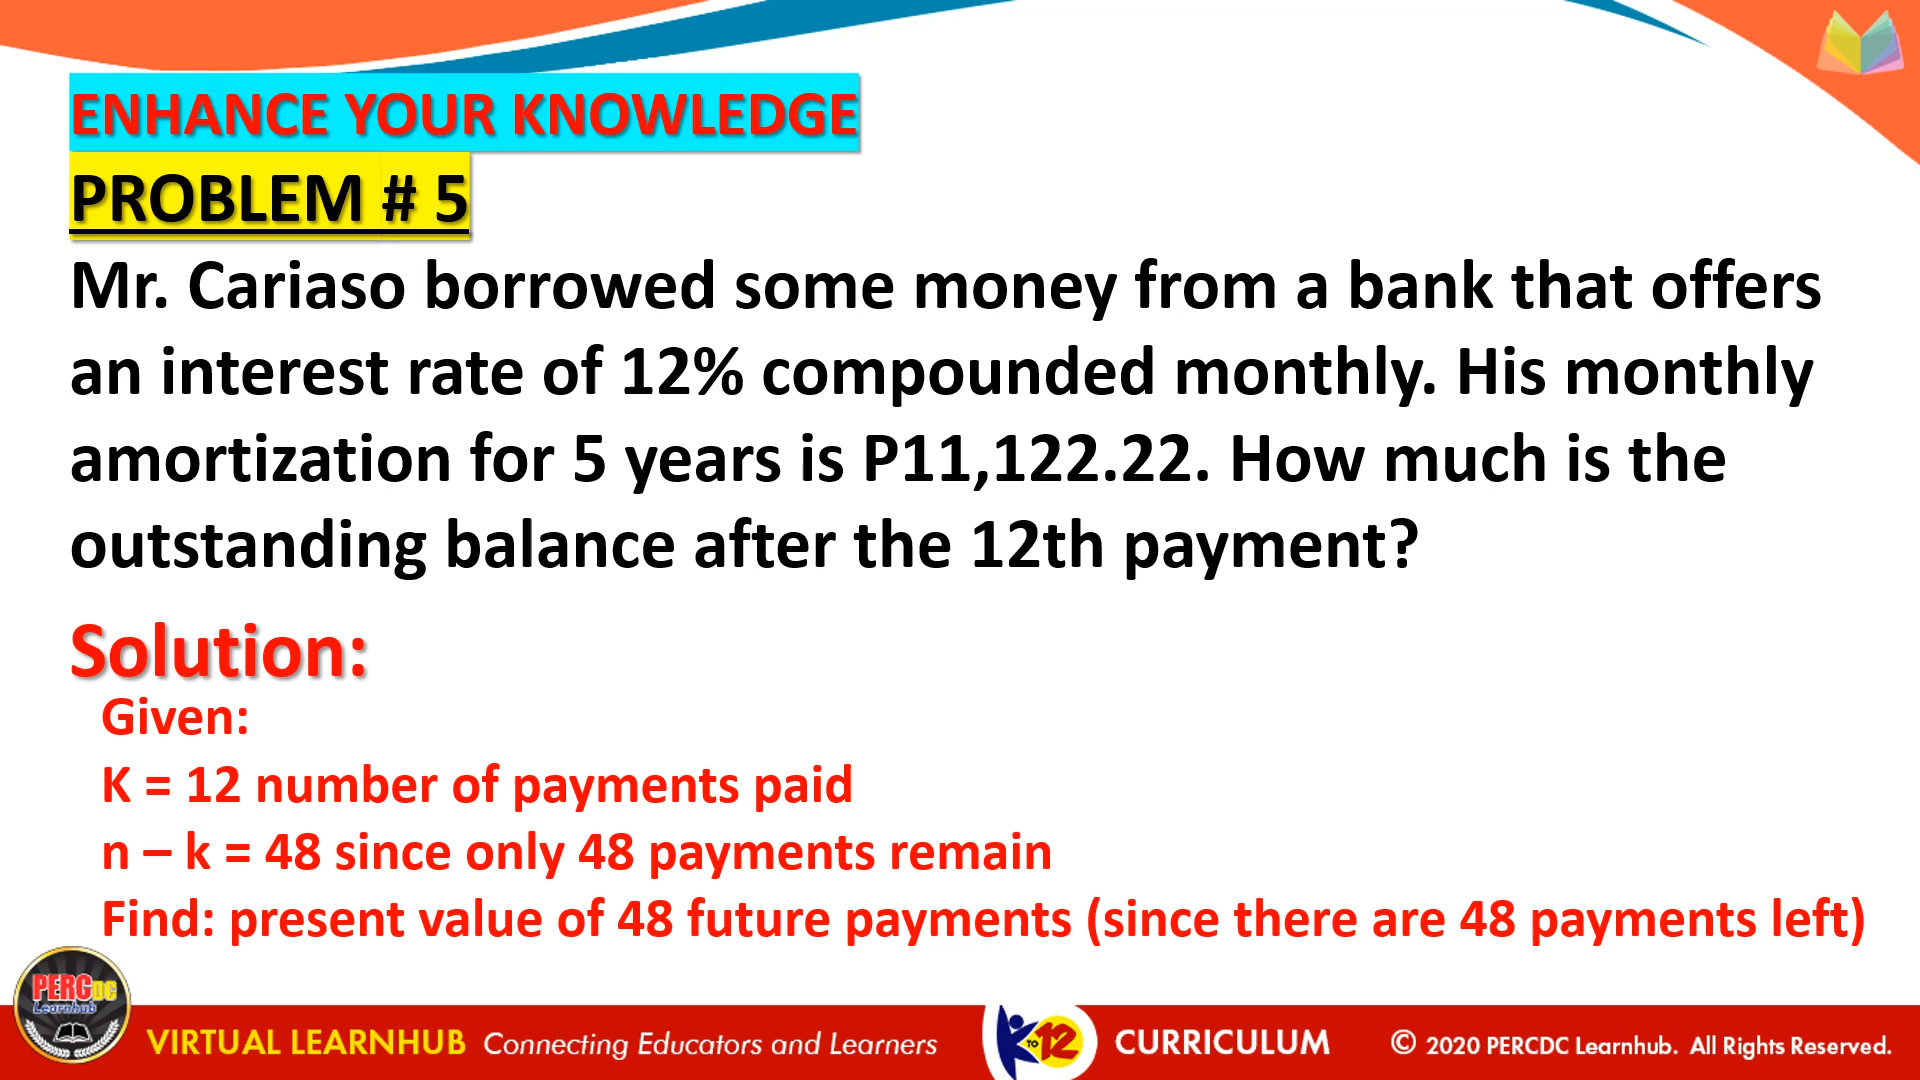 ENHANCE YOUR KNOWLEDGE
PROBLEM # 5
Mr. Cariaso borrowed some money from a bank that offers
an interest rate of 12% compounded monthly. His monthly
amortization for 5 years is P11,122.22. How much is the
outstanding balance after the 12th payment?
Solution:
Given:
K = 12 number of payments paid
n – k = 48 since only 48 payments remain
Find: present value of 48 future payments (since there are 48 payments left)
PERCDC
Learnhub
VIRTUAL LEARNHUB Connecting Educators and Learners
K TO 12 CURRICULUM
© 2020 PERCDC Learnhub. All Rights Reserved.